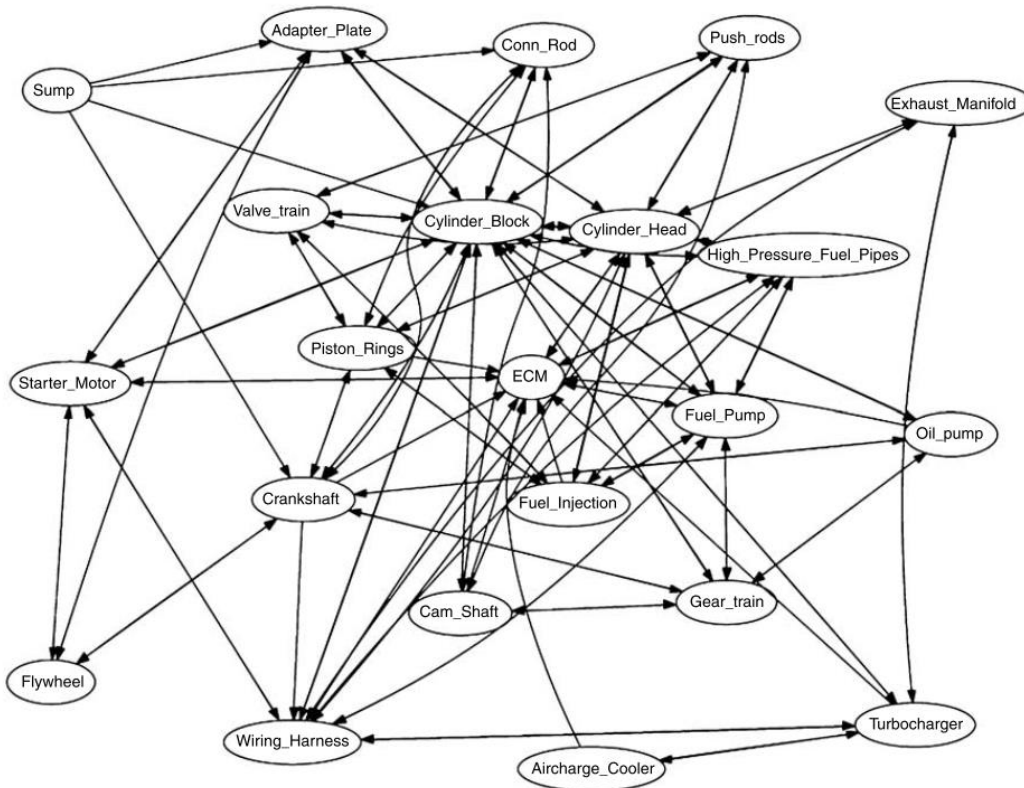 Adapter_Plate
Conn_Rod
Push_rods
Sump
Exhaust_Manifold
Valve_train
Cylinder_Block
Cylinder_Head
High_Pressure_Fuel_Pipes
Piston_Rings
ECM
Starter_Motor
Fuel_Pump
Oil_pump
Crankshaft
Fuel_Injection
Cam_Shaft
Gear_train
Flywheel
Turbocharger
Wiring_Harness
Aircharge_Cooler